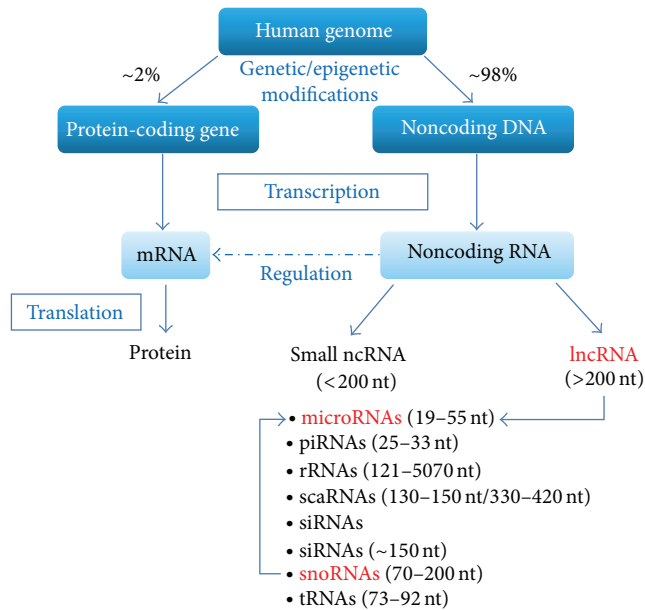 Human genome
~2%
Genetic/epigenetic
modifications
~98%
Protein-coding gene
Noncoding DNA
Transcription
mRNA
Regulation
Noncoding RNA
Translation
Protein
Small ncRNA
(<200 nt)
lncRNA
(>200 nt)
• microRNAs (19–55 nt)
• piRNAs (25–33 nt)
• rRNAs (121–5070 nt)
• scaRNAs (130–150 nt/330–420 nt)
• siRNAs
• siRNAs (~150 nt)
• snoRNAs (70–200 nt)
• tRNAs (73–92 nt)